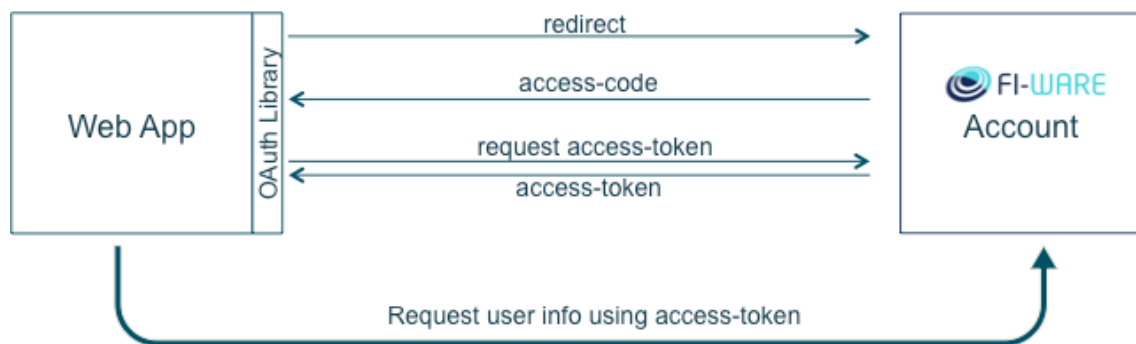 redirect
access-code
Web App
OAuth Library
FI-WARE
Account
request access-token
access-token
Request user info using access-token